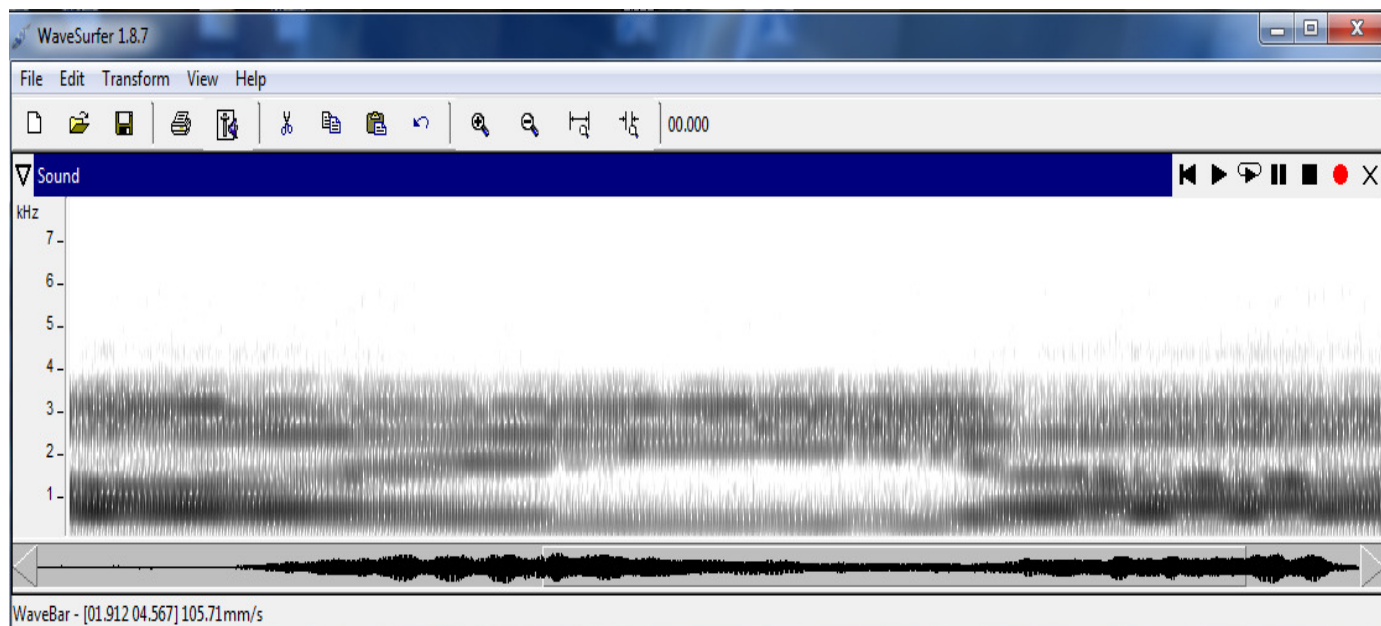 WaveSurfer 1.8.7
File Edit Transform View Help
00.000
Sound
kHz
7
6
5
4
3
2
1
WaveBar - [01.912 04.567] 105.71mm/s